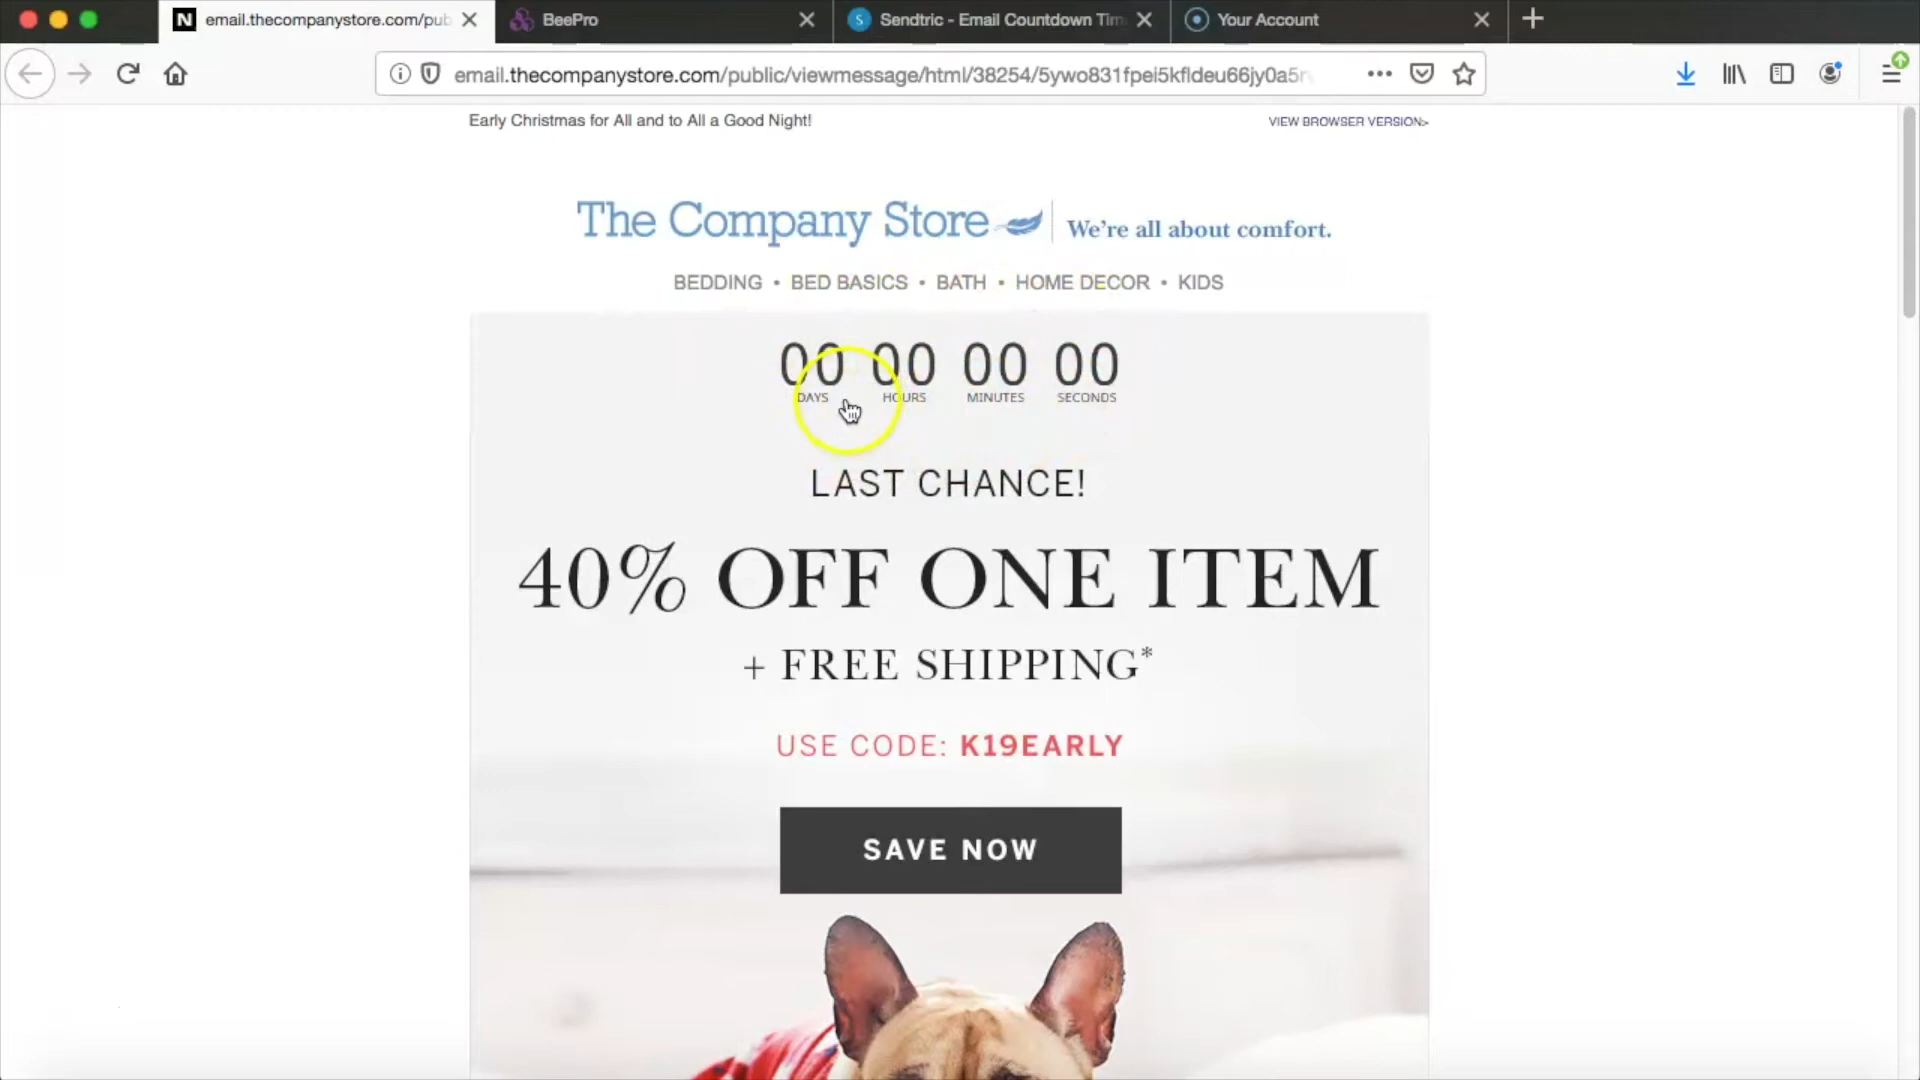 email.thecompanystore.com/pub
BeePro
Sendtric - Email Countdown Tim
Your Account
email.thecompanystore.com/public/viewmessage/html/38254/5ywo831fpei5kfldeu66jy0a5r
Early Christmas for All and to All a Good Night!
VIEW BROWSER VERSION>
The Company Store
We're all about comfort.
BEDDING • BED BASICS • BATH • HOME DECOR • KIDS
00 00 00 00
DAYS HOURS MINUTES SECONDS
LAST CHANCE!
40% OFF ONE ITEM
+ FREE SHIPPING*
USE CODE: K19EARLY
SAVE NOW